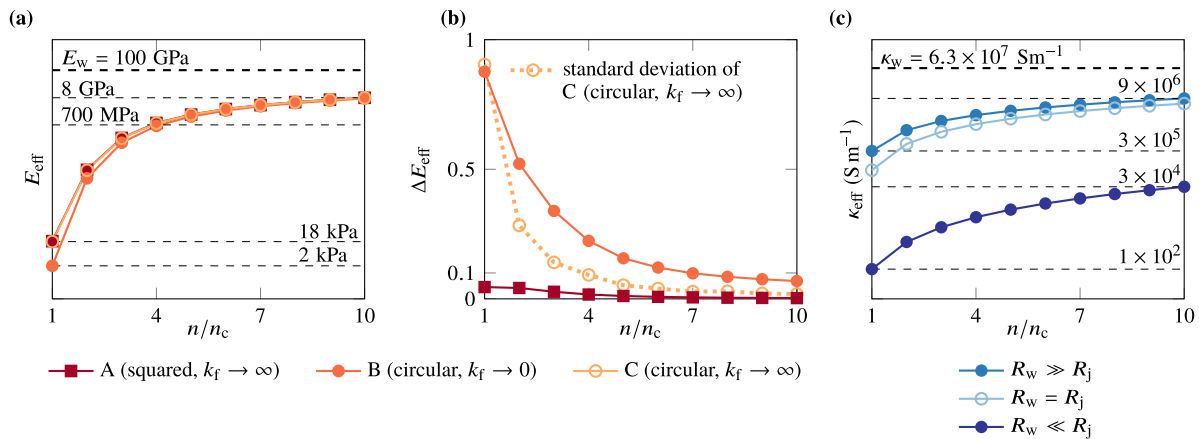 (a)
E_w = 100 GPa
8 GPa
700 MPa
18 kPa
2 kPa
E_eff
1
4
7
10
n/n_c
(b)
1
0.5
0.1
0
ΔE_eff
standard deviation of
C (circular, k_f → ∞)
1
4
7
10
n/n_c
(c)
κ_w = 6.3 × 10^7 Sm^−1
9 × 10^6
3 × 10^5
3 × 10^4
1 × 10^2
κ_eff (S m^−1)
1
4
7
10
n/n_c
A (squared, k_f → ∞)
B (circular, k_f → 0)
C (circular, k_f → ∞)
R_w ≫ R_j
R_w = R_j
R_w ≪ R_j